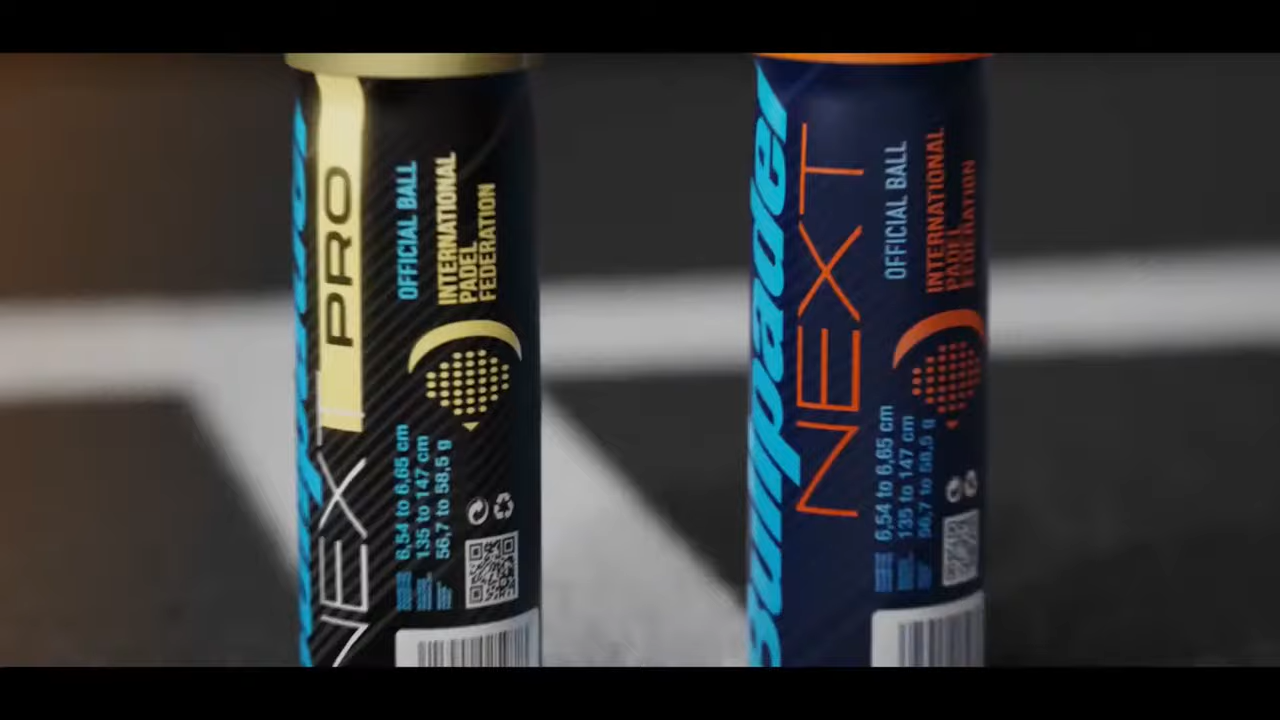 Bullpadel
NEXT PRO
OFFICIAL BALL
INTERNATIONAL
PADEL
FEDERATION
6,54 to 6,65 cm
135 to 147 cm
56,7 to 58,5 g
Bullpadel
NEXT
OFFICIAL BALL
INTERNATIONAL
PADEL
FEDERATION
6,54 to 6,65 cm
135 to 147 cm
56,7 to 58,5 g